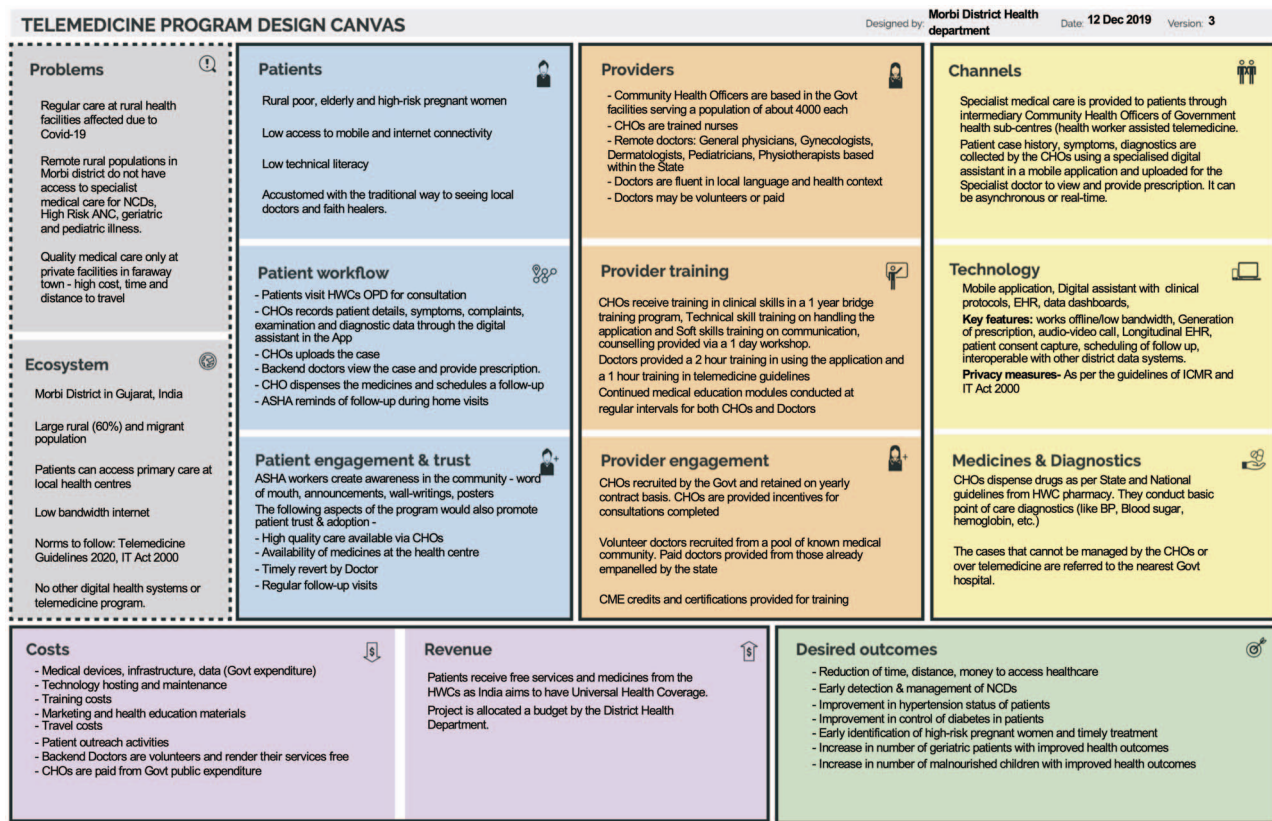 TELEMEDICINE PROGRAM DESIGN CANVAS
Designed by: Morbi District Health
department
Date: 12 Dec 2019
Version: 3
Problems
Regular care at rural health
facilities affected due to
Covid-19
Remote rural populations in
Morbi district do not have
access to specialist
medical care for NCDs,
High Risk ANC, geriatric
and pediatric illness.
Quality medical care only at
private facilities in faraway
town - high cost, time and
distance to travel
Ecosystem
Morbi District in Gujarat, India
Large rural (60%) and migrant
population
Patients can access primary care at
local health centres
Low bandwidth internet
Norms to follow: Telemedicine
Guidelines 2020, IT Act 2000
No other digital health systems or
telemedicine program.
Patients
Rural poor, elderly and high-risk pregnant women
Low access to mobile and internet connectivity
Low technical literacy
Accustomed with the traditional way to seeing local
doctors and faith healers.
Patient workflow
- Patients visit HWCs OPD for consultation
- CHOs records patient details, symptoms, complaints,
examination and diagnostic data through the digital
assistant in the App
- CHOs uploads the case
- Backend doctors view the case and provide prescription.
- CHO dispenses the medicines and schedules a follow-up
- ASHA reminds of follow-up during home visits
Patient engagement & trust
ASHA workers create awareness in the community - word
of mouth, announcements, wall-writings, posters
The following aspects of the program would also promote
patient trust & adoption -
- High quality care available via CHOs
- Availability of medicines at the health centre
- Timely revert by Doctor
- Regular follow-up visits
Providers
- Community Health Officers are based in the Govt
facilities serving a population of about 4000 each
- CHOs are trained nurses
- Remote doctors: General physicians, Gynecologists,
Dermatologists, Pediatricians, Physiotherapists based
within the State
- Doctors are fluent in local language and health context
- Doctors may be volunteers or paid
Provider training
CHOs receive training in clinical skills in a 1 year bridge
training program, Technical skill training on handling the
application and Soft skills training on communication,
counselling provided via a 1 day workshop.
Doctors provided a 2 hour training in using the application and
a 1 hour training in telemedicine guidelines
Continued medical education modules conducted at
regular intervals for both CHOs and Doctors
Provider engagement
CHOs recruited by the Govt and retained on yearly
contract basis. CHOs are provided incentives for
consultations completed
Volunteer doctors recruited from a pool of known medical
community. Paid doctors provided from those already
empanelled by the state
CME credits and certifications provided for training
Channels
Specialist medical care is provided to patients through
intermediary Community Health Officers of Government
health sub-centres (health worker assisted telemedicine.
Patient case history, symptoms, diagnostics are
collected by the CHOs using a specialised digital
assistant in a mobile application and uploaded for the
Specialist doctor to view and provide prescription. It can
be asynchronous or real-time.
Technology
Mobile application, Digital assistant with clinical
protocols, EHR, data dashboards,
Key features: works offline/low bandwidth, Generation
of prescription, audio-video call, Longitudinal EHR,
patient consent capture, scheduling of follow up,
interoperable with other district data systems.
Privacy measures- As per the guidelines of ICMR and
IT Act 2000
Medicines & Diagnostics
CHOs dispense drugs as per State and National
guidelines from HWC pharmacy. They conduct basic
point of care diagnostics (like BP, Blood sugar,
hemoglobin, etc.)
The cases that cannot be managed by the CHOs or
over telemedicine are referred to the nearest Govt
hospital.
Costs
- Medical devices, infrastructure, data (Govt expenditure)
- Technology hosting and maintenance
- Training costs
- Marketing and health education materials
- Travel costs
- Patient outreach activities
- Backend Doctors are volunteers and render their services free
- CHOs are paid from Govt public expenditure
Revenue
Patients receive free services and medicines from the
HWCs as India aims to have Universal Health Coverage.
Project is allocated a budget by the District Health
Department.
Desired outcomes
- Reduction of time, distance, money to access healthcare
- Early detection & management of NCDs
- Improvement in hypertension status of patients
- Improvement in control of diabetes in patients
- Early identification of high-risk pregnant women and timely treatment
- Increase in number of geriatric patients with improved health outcomes
- Increase in number of malnourished children with improved health outcomes